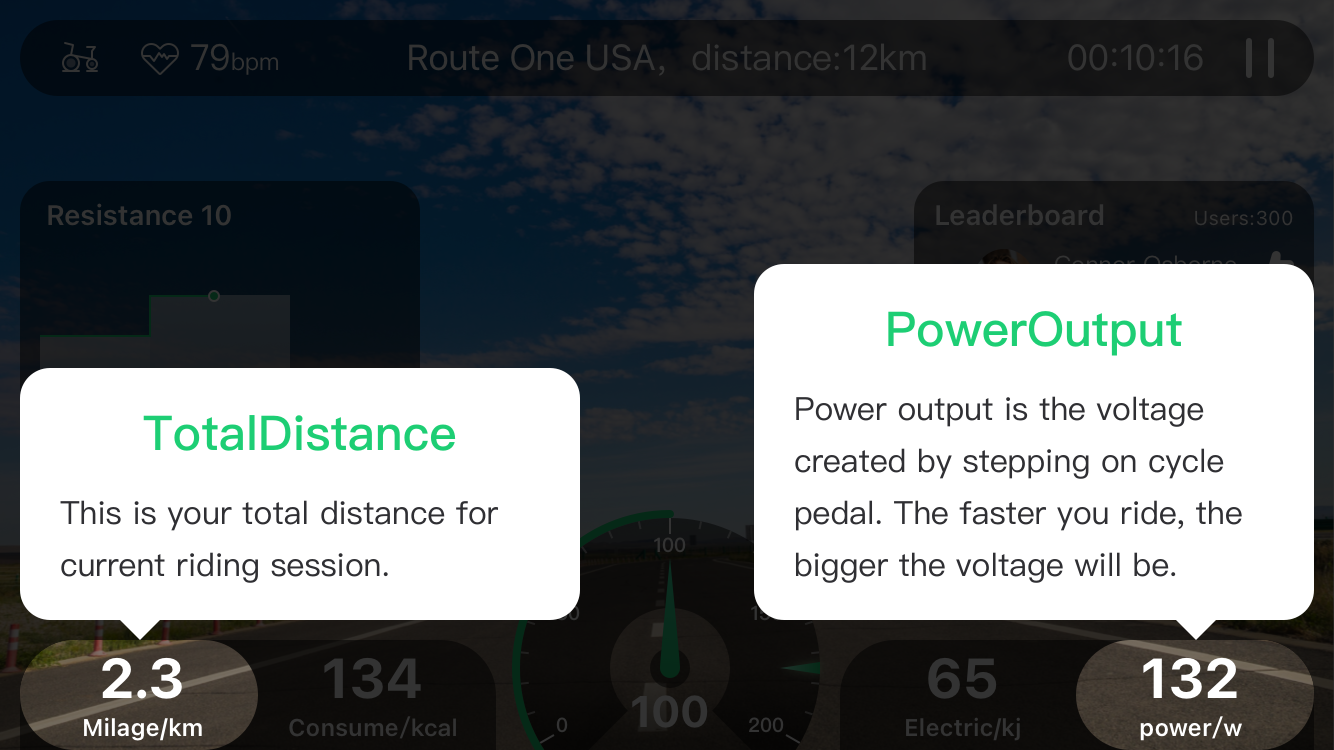 79bpm
Route One USA, distance:12km
00:10:16
Resistance 10
Leaderboard
Users:300
Connor Osborne
PowerOutput
Power output is the voltage
created by stepping on cycle
pedal. The faster you ride, the
bigger the voltage will be.
TotalDistance
This is your total distance for
current riding session.
100
2.3
Milage/km
134
Consume/kcal
0
100
200
65
Electric/kj
132
power/w